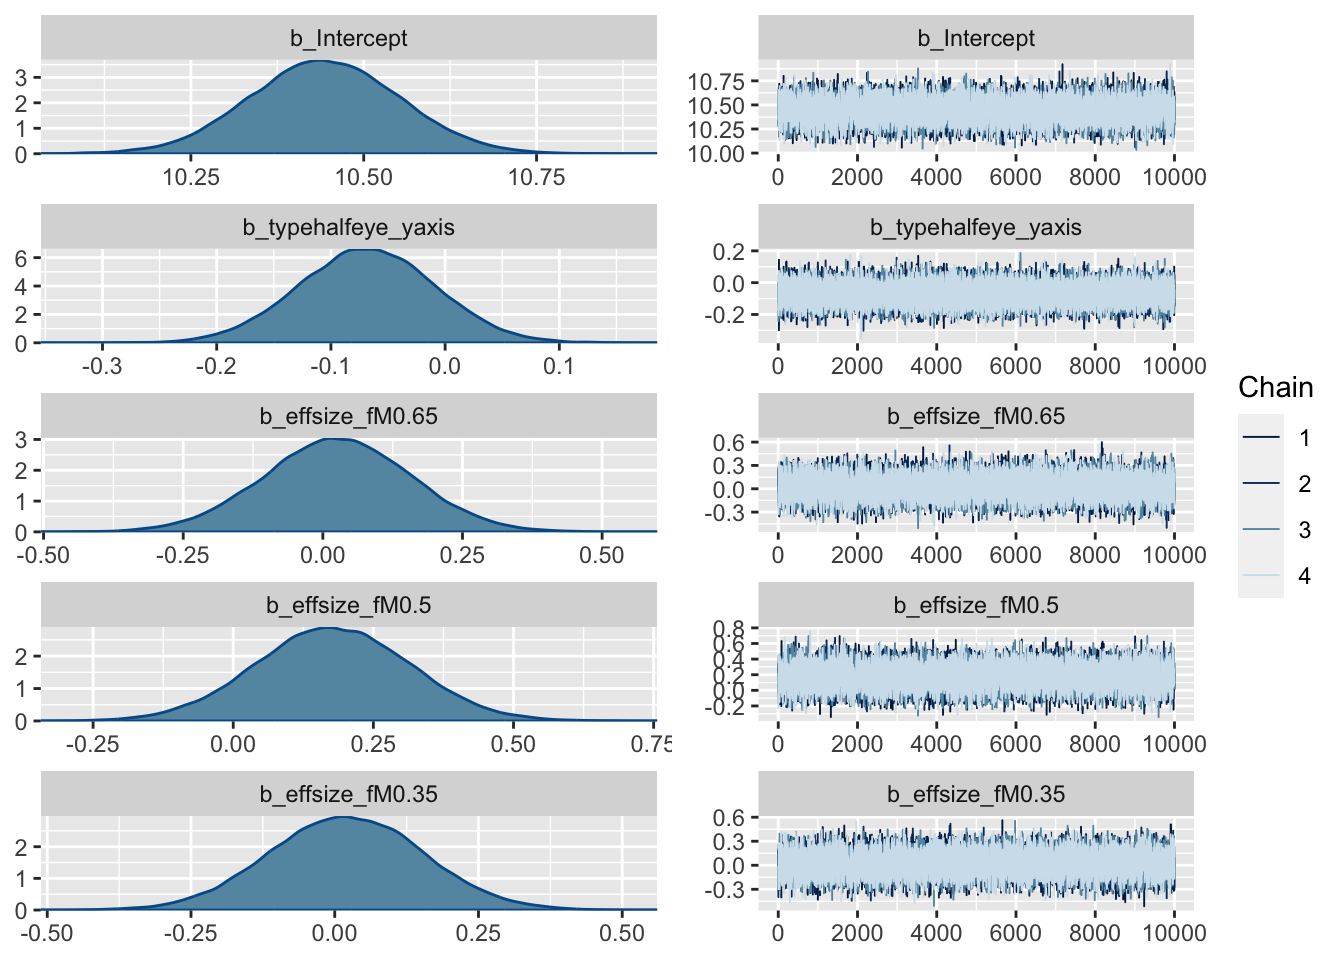 b_Intercept
b_Intercept
3
2
1
0
10.25 10.50 10.75
10.75
10.50
10.25
10.00
0 2000 4000 6000 8000 10000
b_typehalfeye_yaxis
b_typehalfeye_yaxis
6
4
2
0
-0.3 -0.2 -0.1 0.0 0.1
0.2
0.0
-0.2
0 2000 4000 6000 8000 10000
b_effsize_fM0.65
b_effsize_fM0.65
3
2
1
0
-0.50 -0.25 0.00 0.25 0.50
0.6
0.3
0.0
-0.3
0 2000 4000 6000 8000 10000
b_effsize_fM0.5
b_effsize_fM0.5
2
1
0
-0.25 0.00 0.25 0.50 0.75
0.8
0.6
0.4
0.2
0.0
-0.2
0 2000 4000 6000 8000 10000
b_effsize_fM0.35
b_effsize_fM0.35
2
1
0
-0.50 -0.25 0.00 0.25 0.50
0.6
0.3
0.0
-0.3
0 2000 4000 6000 8000 10000
Chain
1
2
3
4